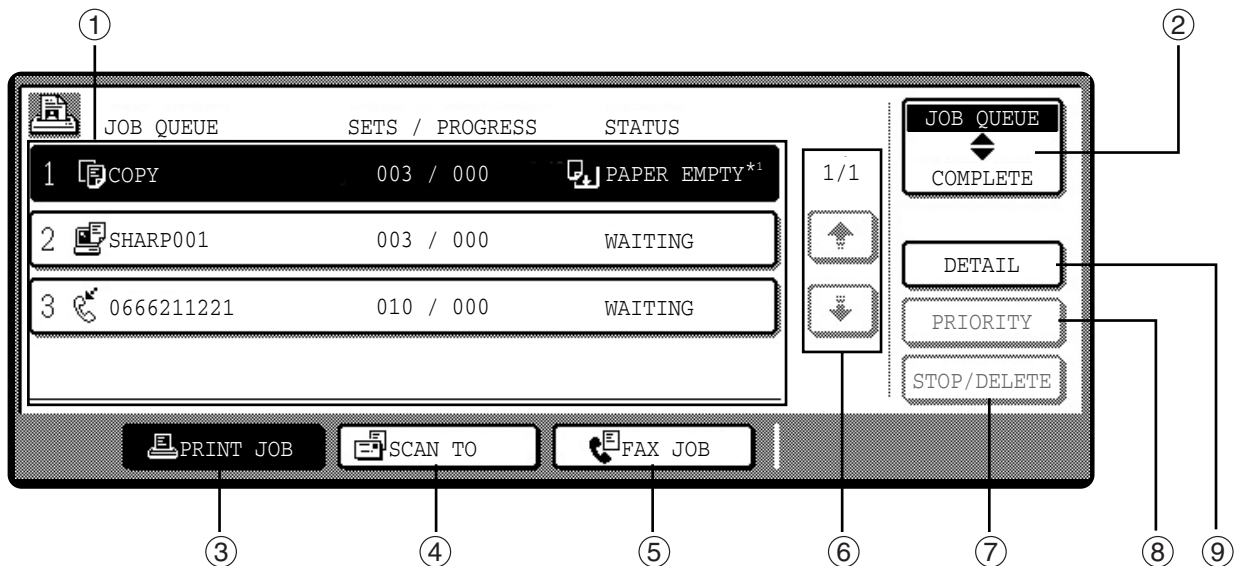 ① ②
JOB QUEUE SETS / PROGRESS STATUS
1 COPY 003 / 000 PAPER EMPTY*1
2 SHARP001 003 / 000 WAITING
3 0666211221 010 / 000 WAITING
1/1
JOB QUEUE
COMPLETE
DETAIL
PRIORITY
STOP/DELETE
PRINT JOB SCAN TO FAX JOB
③ ④ ⑤ ⑥ ⑦ ⑧ ⑨